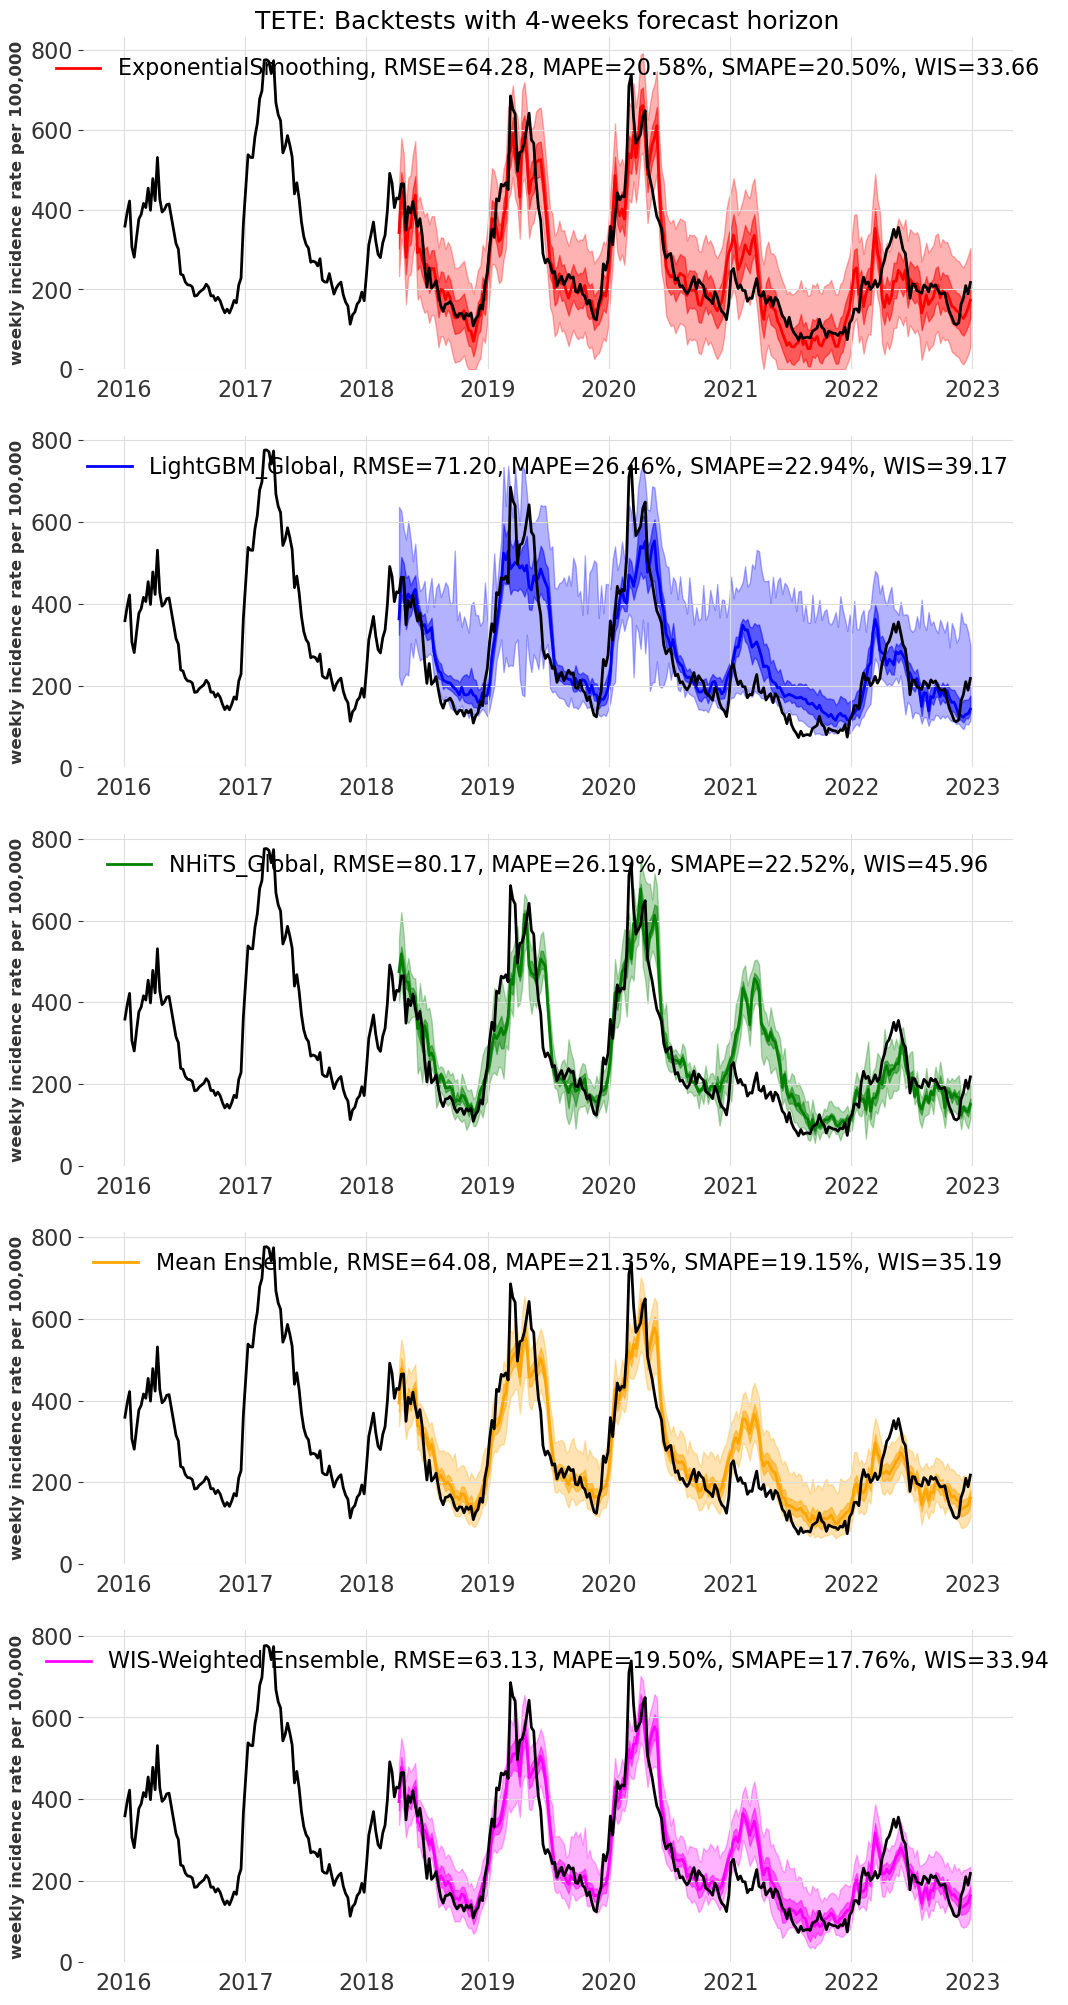 TETE: Backtests with 4-weeks forecast horizon
weekly incidence rate per 100,000
800
600
400
200
0
ExponentialSmoothing, RMSE=64.28, MAPE=20.58%, SMAPE=20.50%, WIS=33.66
2016 2017 2018 2019 2020 2021 2022 2023
weekly incidence rate per 100,000
800
600
400
200
0
LightGBM_Global, RMSE=71.20, MAPE=26.46%, SMAPE=22.94%, WIS=39.17
2016 2017 2018 2019 2020 2021 2022 2023
weekly incidence rate per 100,000
800
600
400
200
0
NHiTS_Global, RMSE=80.17, MAPE=26.19%, SMAPE=22.52%, WIS=45.96
2016 2017 2018 2019 2020 2021 2022 2023
weekly incidence rate per 100,000
800
600
400
200
0
Mean Ensemble, RMSE=64.08, MAPE=21.35%, SMAPE=19.15%, WIS=35.19
2016 2017 2018 2019 2020 2021 2022 2023
weekly incidence rate per 100,000
800
600
400
200
0
WIS-Weighted Ensemble, RMSE=63.13, MAPE=19.50%, SMAPE=17.76%, WIS=33.94
2016 2017 2018 2019 2020 2021 2022 2023